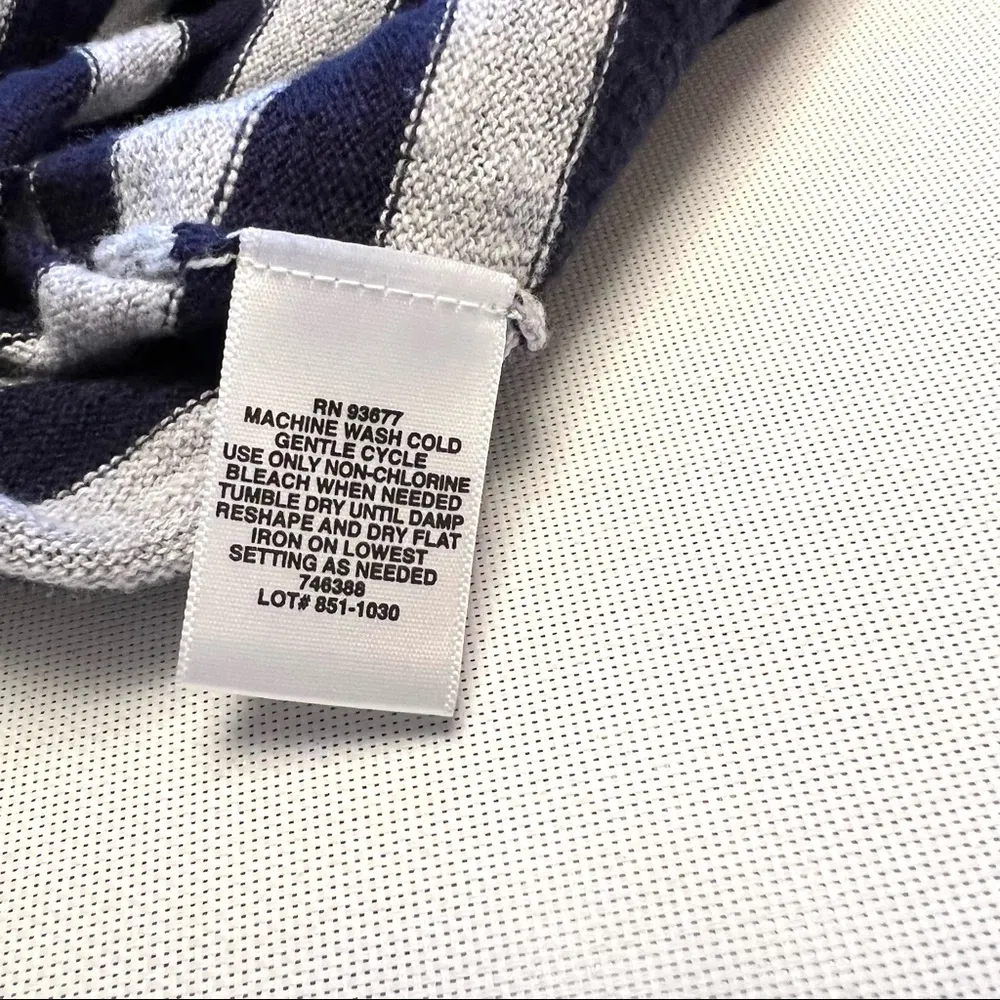 RN 93677
MACHINE WASH COLD
GENTLE CYCLE
USE ONLY NON-CHLORINE
BLEACH WHEN NEEDED
TUMBLE DRY UNTIL DAMP
RESHAPE AND DRY FLAT
IRON ON LOWEST
SETTING AS NEEDED
746388
LOT# 851-1030